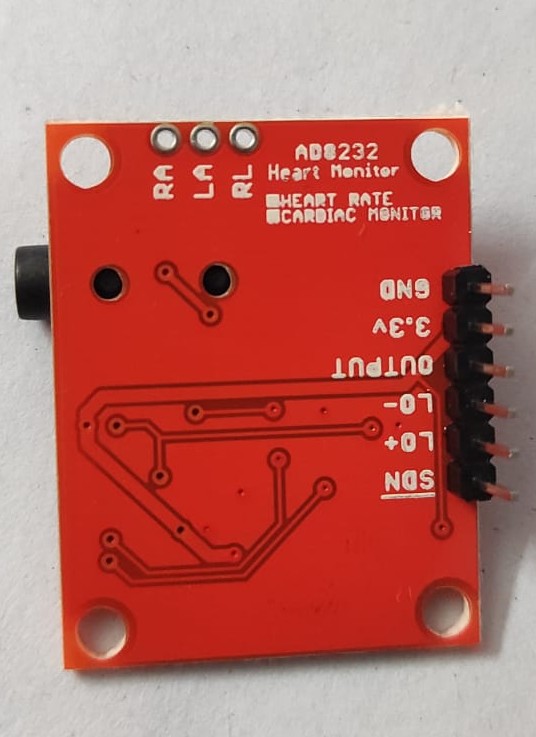 SDN
LO+
LO-
OUTPUT
3.3v
GND
RL
LA
RA
AD8232
Heart Monitor
■HEART RATE
■CARDIAC MONITOR